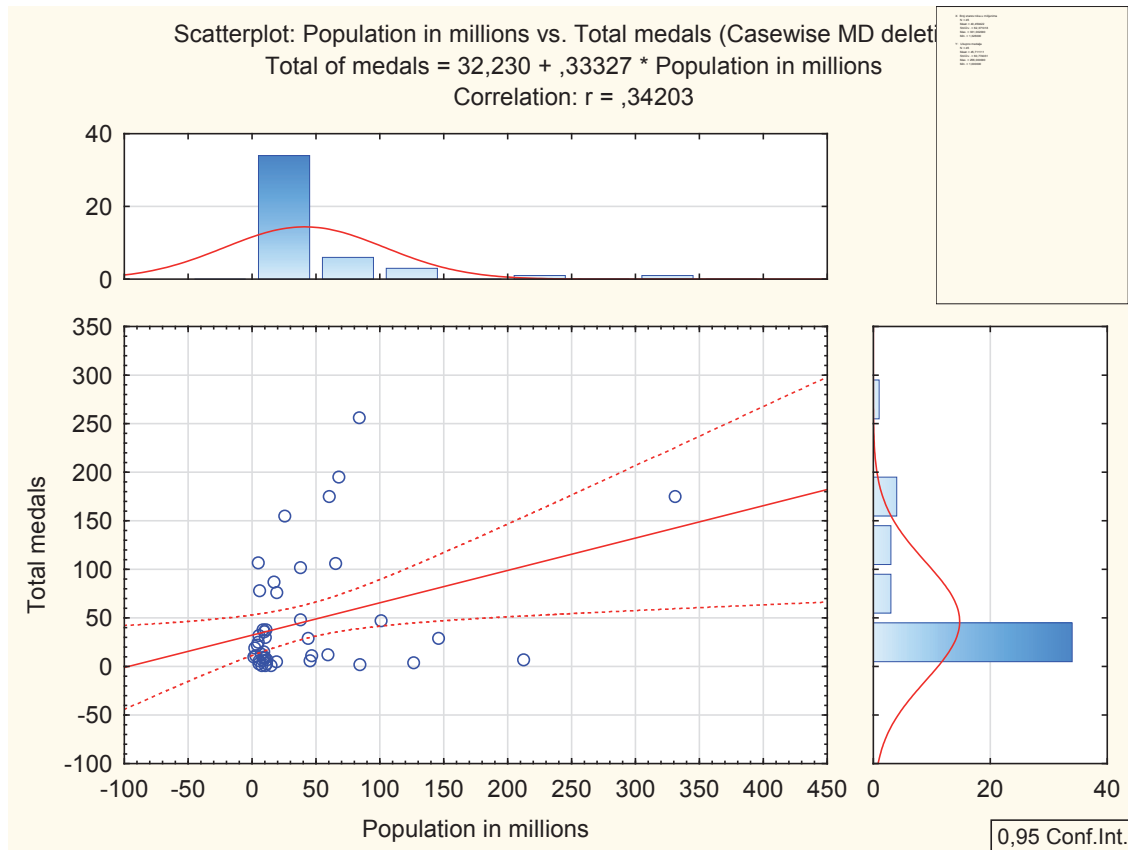 Scatterplot: Population in millions vs. Total medals (Casewise MD deleti
Total of medals = 32,230 + ,33327 * Population in millions
Correlation: r = ,34203
40
20
0
350
300
250
200
150
100
50
0
-50
-100
-100 -50 0 50 100 150 200 250 300 350 400 450
0 20 40
Total medals
Population in millions
0,95 Conf.Int.